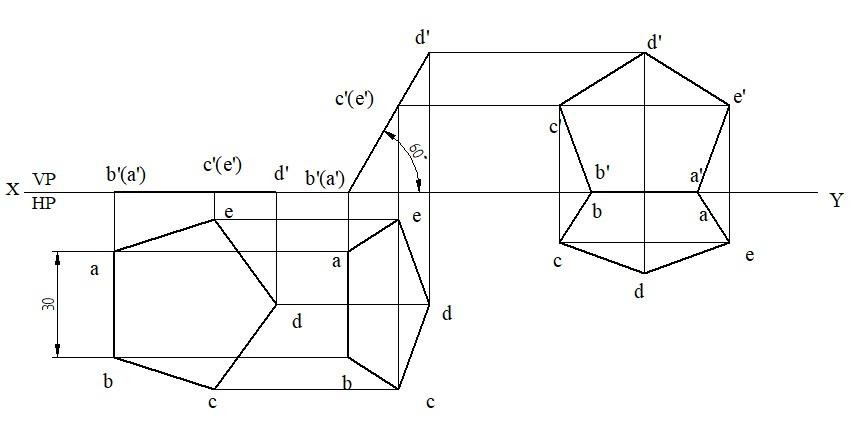 d' d'
c'(e') e'
c'
60°
c'(e')
X VP b'(a') d' b'(a') b' a' Y
HP
e e b a
a a c e
d
30
d d
b b
c c